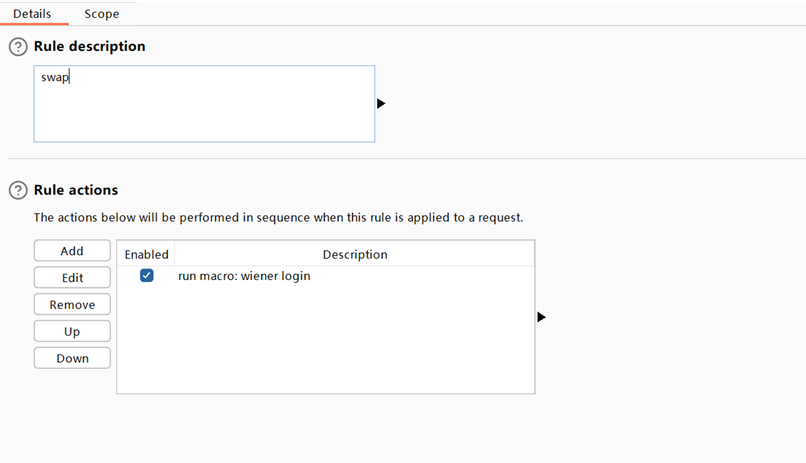 Details Scope
? Rule description
swap
? Rule actions
The actions below will be performed in sequence when this rule is applied to a request.
Add
Edit
Remove
Up
Down
Enabled Description
run macro: wiener login